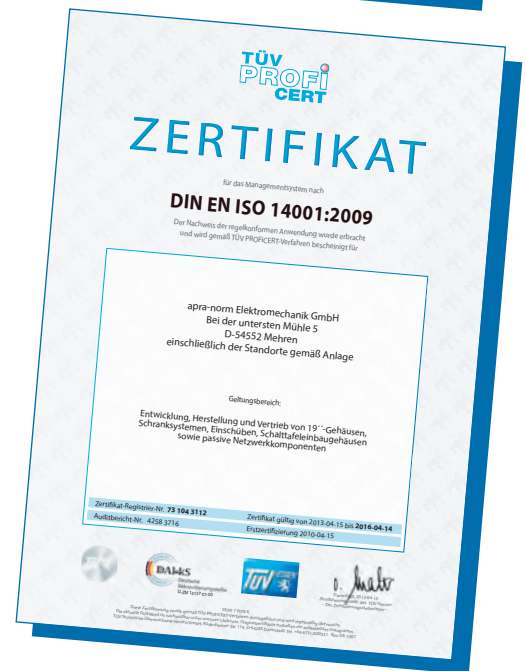 TÜV
PROFi
CERT
ZERTIFIKAT
für das Managementsystem nach
DIN EN ISO 14001:2009
Der Nachweis der regelkonformen Anwendung wurde erbracht
und wird gemäß TÜV PROFiCERT-Verfahren bescheinigt für
apra-norm Elektromechanik GmbH
Bei der untersten Mühle 5
D-54552 Mehren
einschließlich der Standorte gemäß Anlage
Geltungsbereich:
Entwicklung, Herstellung und Vertrieb von 19´´-Gehäusen,
Schranksystemen, Einschüben, Schalttafeleinbaugehäusen
sowie passive Netzwerkkomponenten
Zertifikat-Registrier-Nr. 73 104 3112
Zertifikat gültig von 2013-04-15 bis 2016-04-14
Auditbericht-Nr. 4258 3716
Erstzertifizierung 2010-04-15
DAkkS
Deutsche
Akkreditierungsstelle
TÜV HESSEN